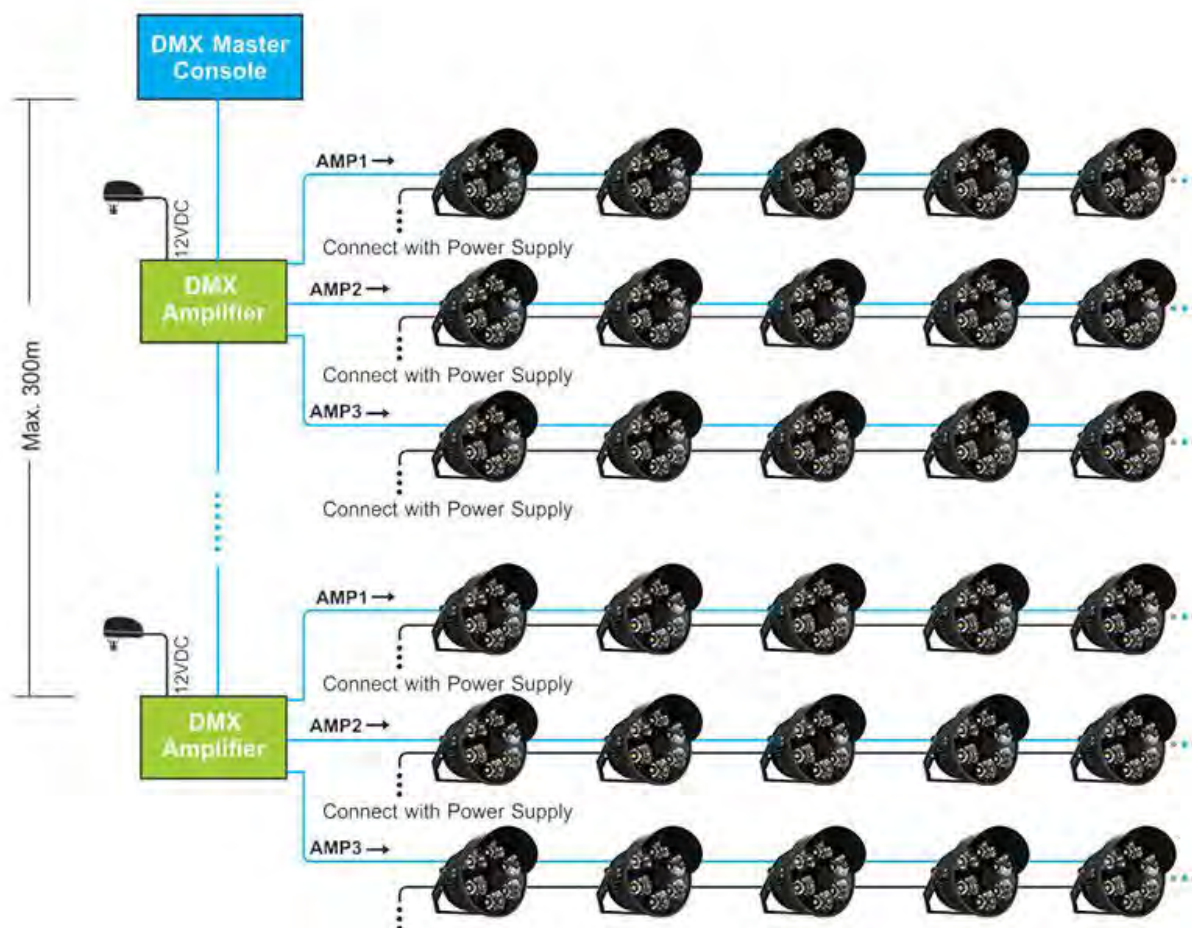 DMX Master
Console
AMP1
12VDC
Connect with Power Supply
DMX
Amplifier
AMP2
Connect with Power Supply
AMP3
Max. 300m
Connect with Power Supply
AMP1
12VDC
Connect with Power Supply
DMX
Amplifier
AMP2
Connect with Power Supply
AMP3